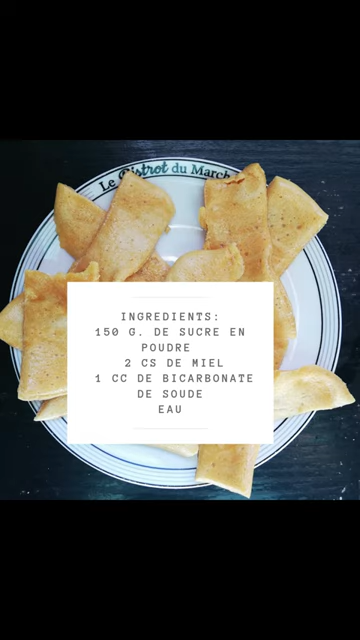 Le Bistrot du Marché
INGREDIENTS:
150 G. DE SUCRE EN
POUDRE
2 CS DE MIEL
1 CC DE BICARBONATE
DE SOUDE
EAU